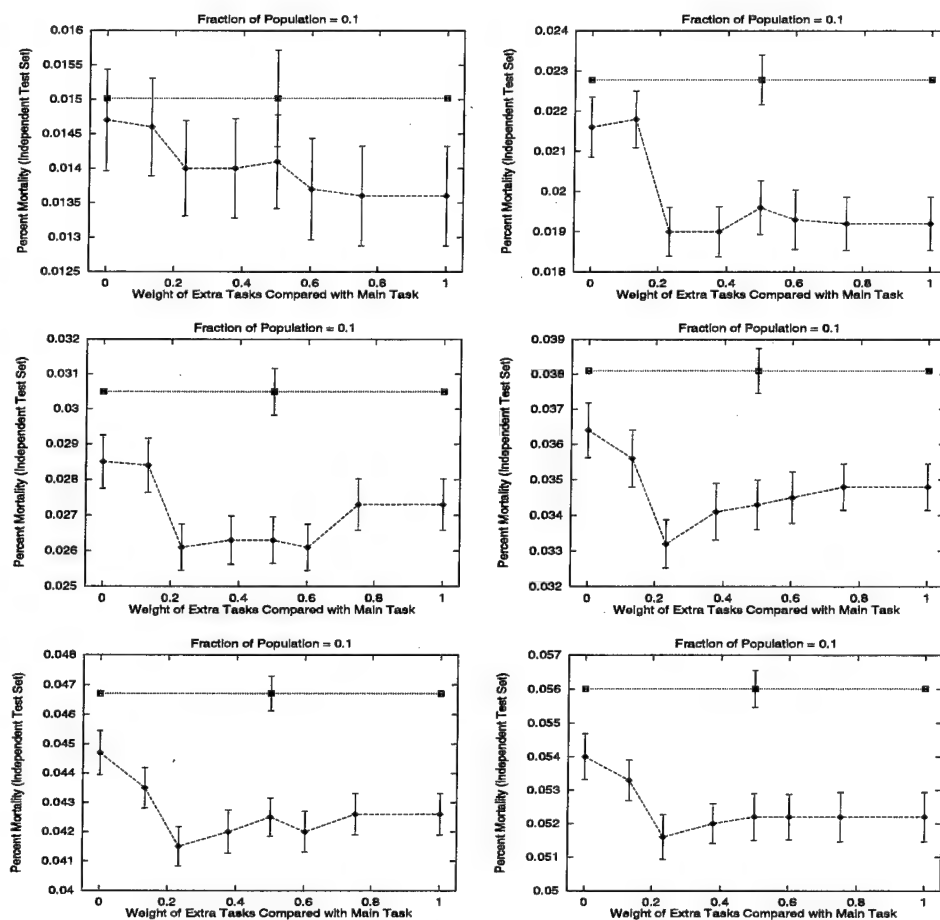 Fraction of Population = 0.1
Percent Mortality (Independent Test Set)
0.016
0.0155
0.015
0.0145
0.014
0.0135
0.013
0.0125
0 0.2 0.4 0.6 0.8 1
Weight of Extra Tasks Compared with Main Task
Fraction of Population = 0.1
Percent Mortality (Independent Test Set)
0.024
0.023
0.022
0.021
0.02
0.019
0.018
0 0.2 0.4 0.6 0.8 1
Weight of Extra Tasks Compared with Main Task
Fraction of Population = 0.1
Percent Mortality (Independent Test Set)
0.032
0.031
0.03
0.029
0.028
0.027
0.026
0.025
0 0.2 0.4 0.6 0.8 1
Weight of Extra Tasks Compared with Main Task
Fraction of Population = 0.1
Percent Mortality (Independent Test Set)
0.039
0.038
0.037
0.036
0.035
0.034
0.033
0.032
0 0.2 0.4 0.6 0.8 1
Weight of Extra Tasks Compared with Main Task
Fraction of Population = 0.1
Percent Mortality (Independent Test Set)
0.048
0.047
0.046
0.045
0.044
0.043
0.042
0.041
0.04
0 0.2 0.4 0.6 0.8 1
Weight of Extra Tasks Compared with Main Task
Fraction of Population = 0.1
Percent Mortality (Independent Test Set)
0.057
0.056
0.055
0.054
0.053
0.052
0.051
0.05
0 0.2 0.4 0.6 0.8 1
Weight of Extra Tasks Compared with Main Task